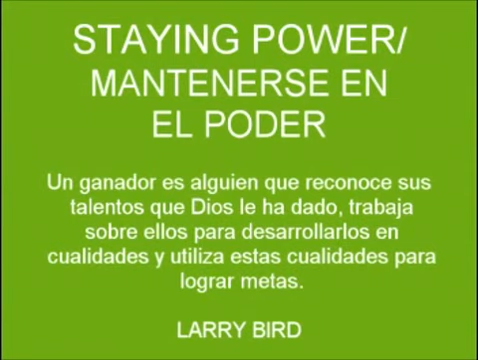 STAYING POWER/
MANTENERSE EN
EL PODER
Un ganador es alguien que reconoce sus
talentos que Dios le ha dado, trabaja
sobre ellos para desarrollarlos en
cualidades y utiliza estas cualidades para
lograr metas.
LARRY BIRD